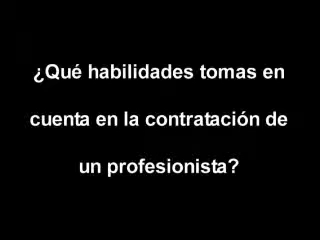 ¿Qué habilidades tomas en
cuenta en la contratación de
un profesionista?